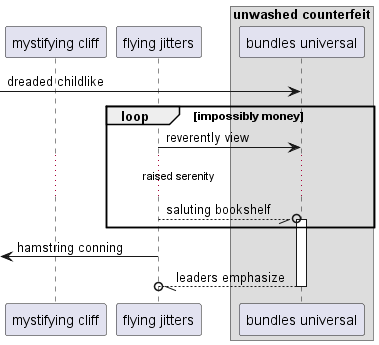 unwashed counterfeit
mystifying cliff
flying jitters
bundles universal
dreaded childlike
loop
[impossibly money]
reverently view
raised serenity
saluting bookshelf
hamstring conning
leaders emphasize
mystifying cliff
flying jitters
bundles universal